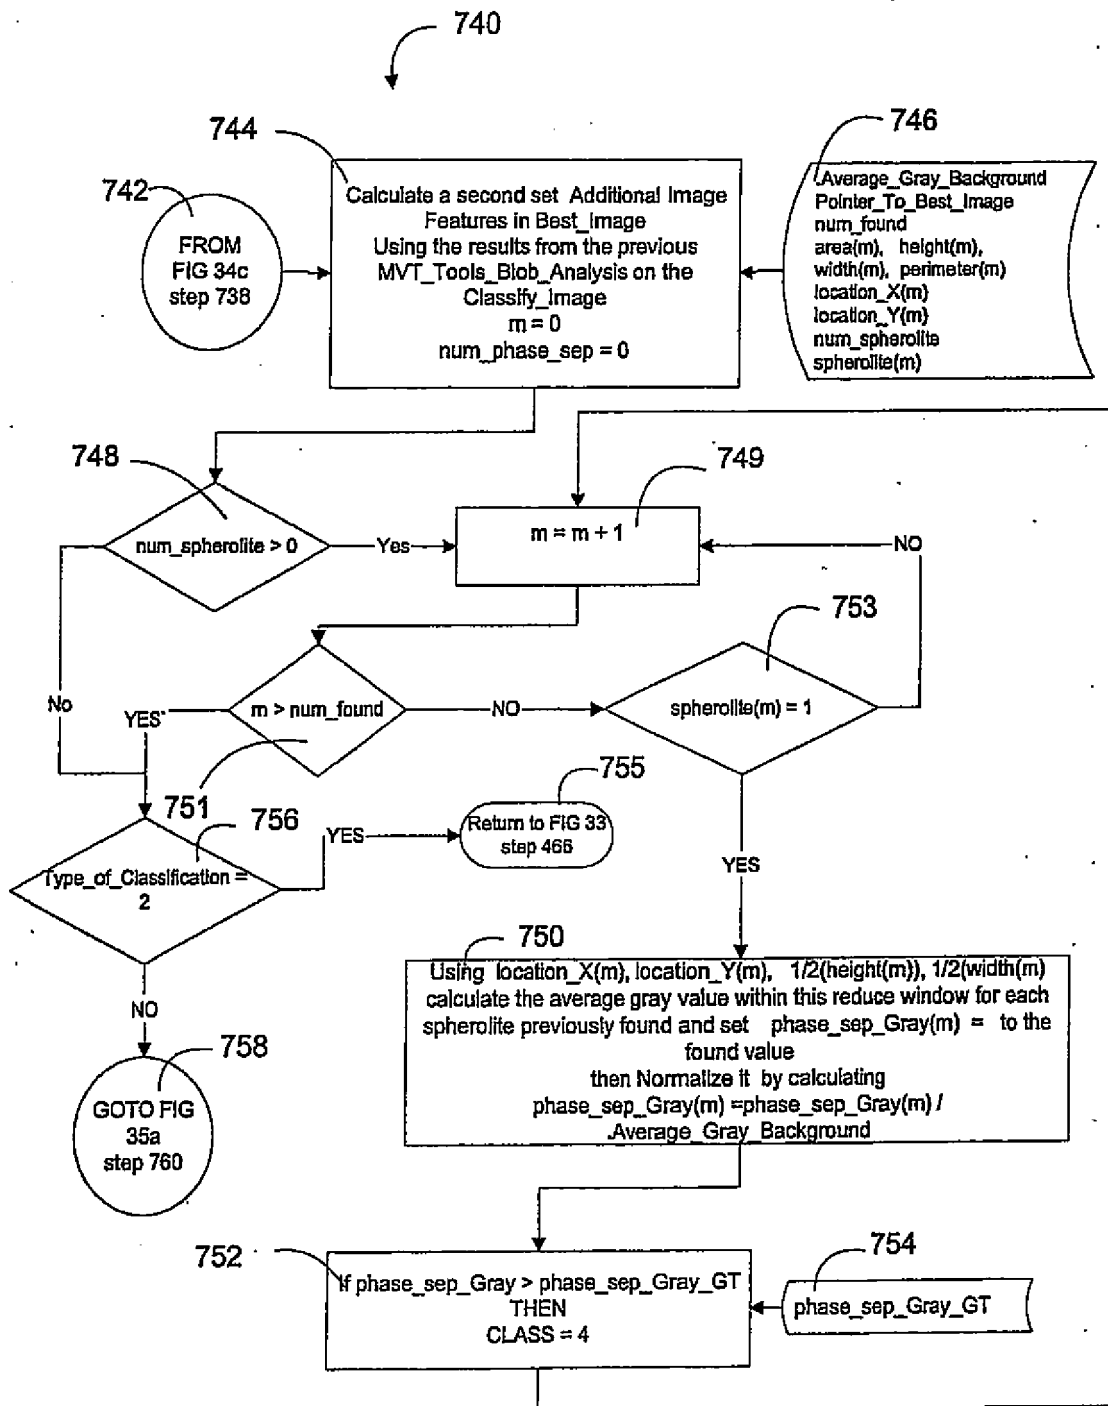 740
744
746
742
FROM
FIG 34c
step 738
Calculate a second set Additional Image
Features in Best_Image
Using the results from the previous
MVT_Tools_Blob_Analysis on the
Classify_Image
m = 0
num_phase_sep = 0
.Average_Gray_Background
Pointer_To_Best_Image
num_found
area(m), height(m),
width(m), perimeter(m)
location_X(m)
location_Y(m)
num_spherolite
spherolite(m)
748
749
num_spherolite > 0
Yes
m = m + 1
NO
753
No
YES
m > num_found
NO
spherolite(m) = 1
751
755
756
Return to FIG 33
step 466
YES
Type_of_Classification =
2
YES
NO
750
Using location_X(m), location_Y(m), 1/2(height(m)), 1/2(width(m)
calculate the average gray value within this reduce window for each
spherolite previously found and set phase_sep_Gray(m) = to the
found value
then Normalize it by calculating
phase_sep_Gray(m) =phase_sep_Gray(m) /
.Average_Gray_Background
758
GOTO FIG
35a
step 760
752
754
If phase_sep_Gray > phase_sep_Gray_GT
THEN
CLASS = 4
phase_sep_Gray_GT